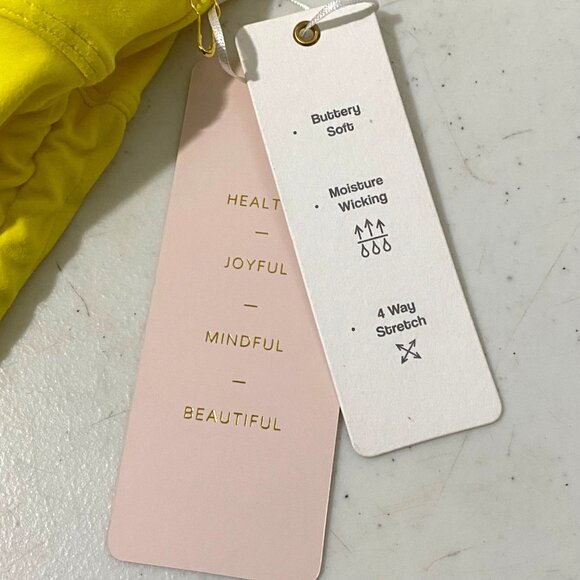 HEALT
JOYFUL
MINDFUL
BEAUTIFUL
• Buttery
Soft
• Moisture
Wicking
• 4 Way
Stretch